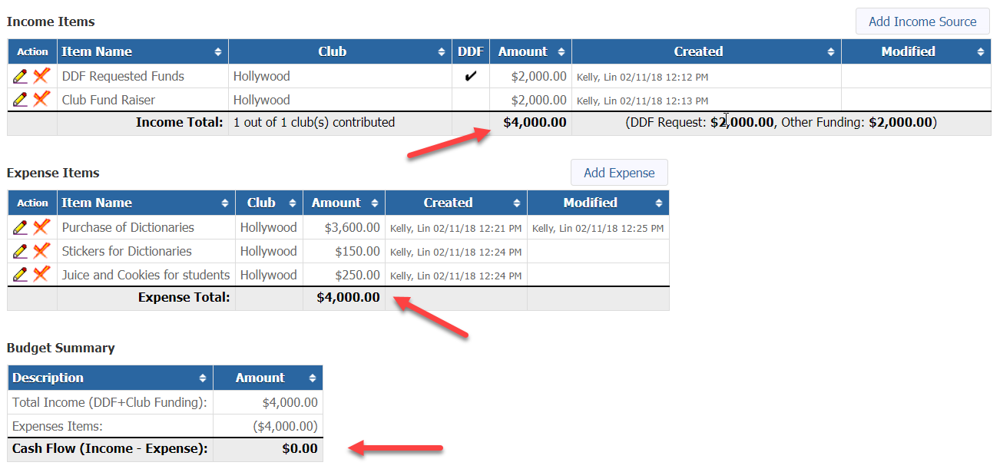 Income Items Add Income Source
Action Item Name Club DDF Amount Created Modified
DDF Requested Funds Hollywood ✔ $2,000.00 Kelly, Lin 02/11/18 12:12 PM
Club Fund Raiser Hollywood $2,000.00 Kelly, Lin 02/11/18 12:13 PM
Income Total: 1 out of 1 club(s) contributed $4,000.00 (DDF Request: $2,000.00, Other Funding: $2,000.00)
Expense Items Add Expense
Action Item Name Club Amount Created Modified
Purchase of Dictionaries Hollywood $3,600.00 Kelly, Lin 02/11/18 12:21 PM Kelly, Lin 02/11/18 12:25 PM
Stickers for Dictionaries Hollywood $150.00 Kelly, Lin 02/11/18 12:24 PM
Juice and Cookies for students Hollywood $250.00 Kelly, Lin 02/11/18 12:24 PM
Expense Total: $4,000.00
Budget Summary
Description Amount
Total Income (DDF+Club Funding): $4,000.00
Expenses Items: ($4,000.00)
Cash Flow (Income - Expense): $0.00